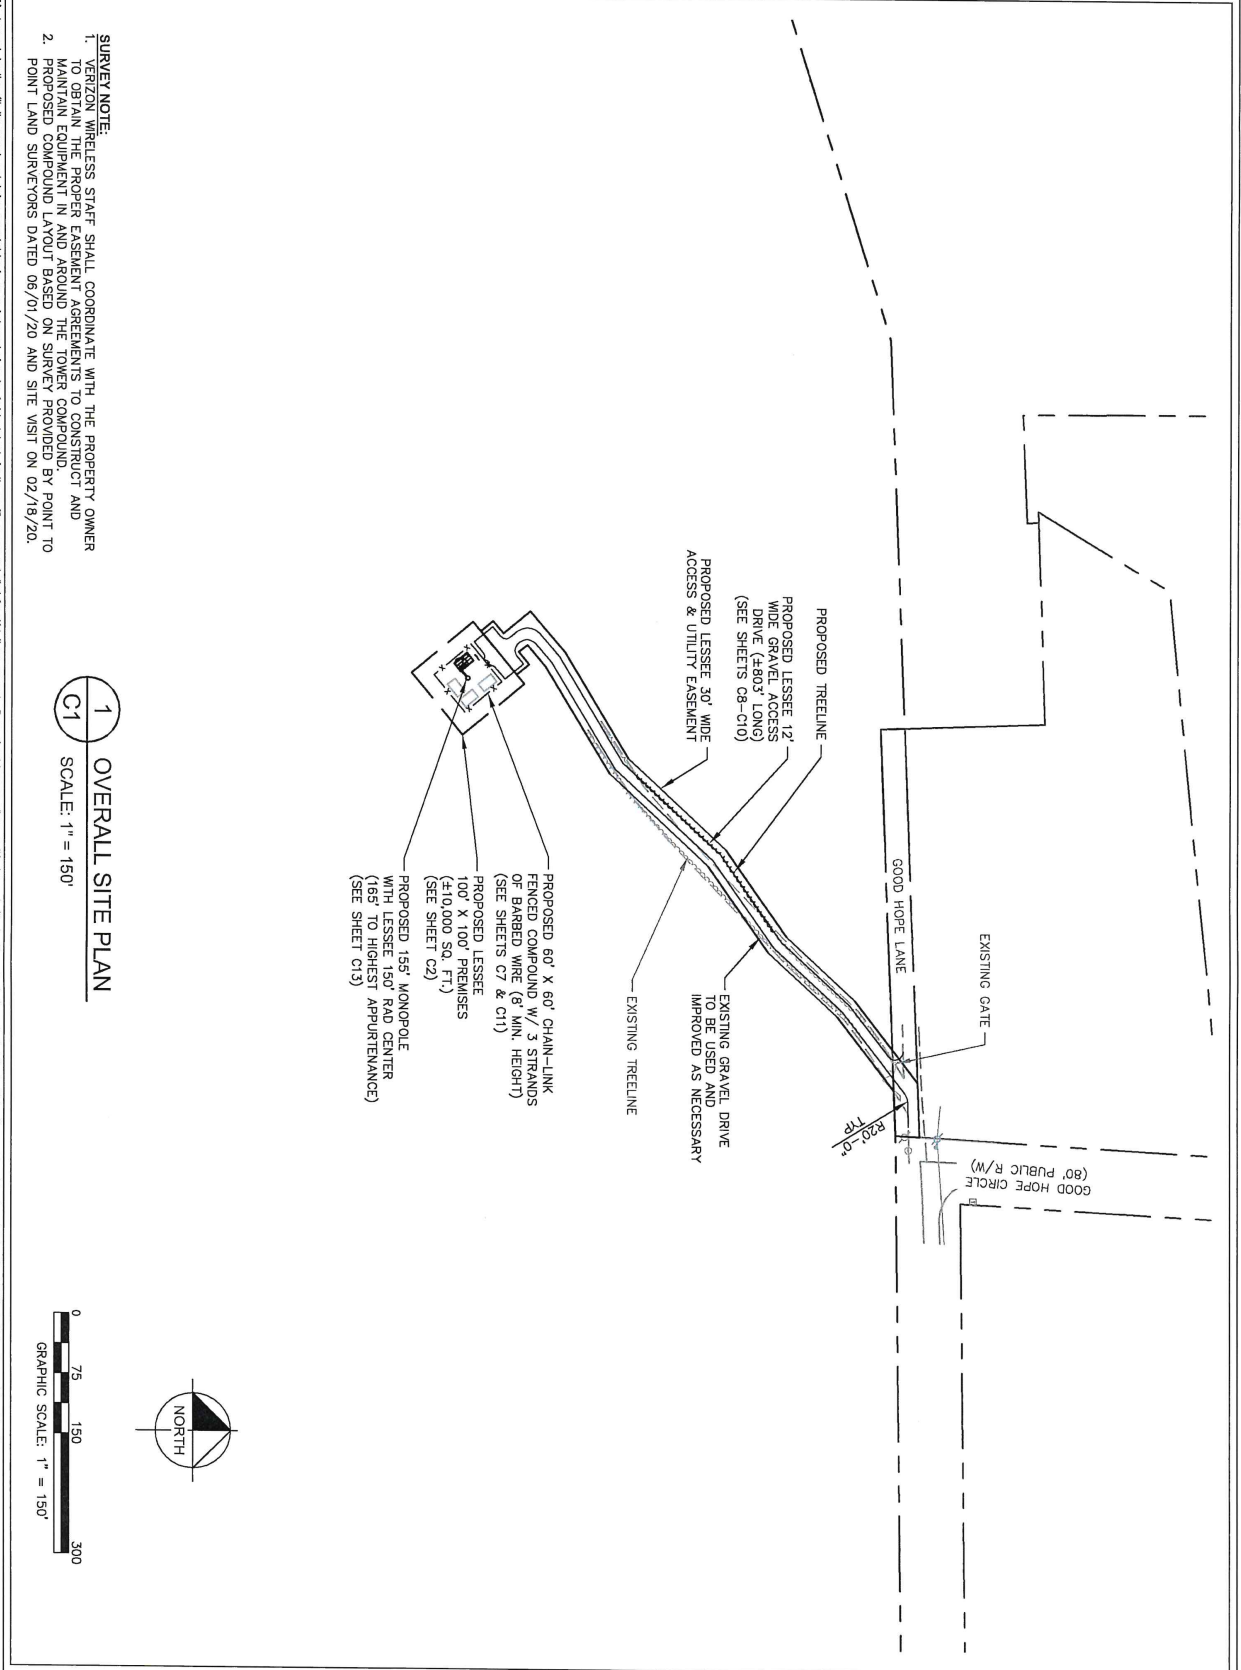 EXISTING GATE
GOOD HOPE LANE
GOOD HOPE CIRCLE
(80' PUBLIC R/W)
R20'-0"
TYP
PROPOSED TREELINE
PROPOSED LESSEE 12'
WIDE GRAVEL ACCESS
DRIVE (±803' LONG)
(SEE SHEETS C8-C10)
PROPOSED LESSEE 30' WIDE
ACCESS & UTILITY EASEMENT
EXISTING GRAVEL DRIVE
TO BE USED AND
IMPROVED AS NECESSARY
EXISTING TREELINE
PROPOSED 60' X 60' CHAIN-LINK
FENCED COMPOUND W/ 3 STRANDS
OF BARBED WIRE (8' MIN. HEIGHT)
(SEE SHEETS C7 & C11)
PROPOSED LESSEE
100' X 100' PREMISES
(±10,000 SQ. FT.)
(SEE SHEET C2)
PROPOSED 155' MONOPOLE
WITH LESSEE 150' RAD CENTER
(165' TO HIGHEST APPURTENANCE)
(SEE SHEET C13)
SURVEY NOTE:
1. VERIZON WIRELESS STAFF SHALL COORDINATE WITH THE PROPERTY OWNER
TO OBTAIN THE PROPER EASEMENT AGREEMENTS TO CONSTRUCT AND
MAINTAIN EQUIPMENT IN AND AROUND THE TOWER COMPOUND.
2. PROPOSED COMPOUND LAYOUT BASED ON SURVEY PROVIDED BY POINT TO
POINT LAND SURVEYORS DATED 06/01/20 AND SITE VISIT ON 02/18/20.
1
C1
OVERALL SITE PLAN
SCALE: 1" = 150'
NORTH
0 75 150 300
GRAPHIC SCALE: 1" = 150'